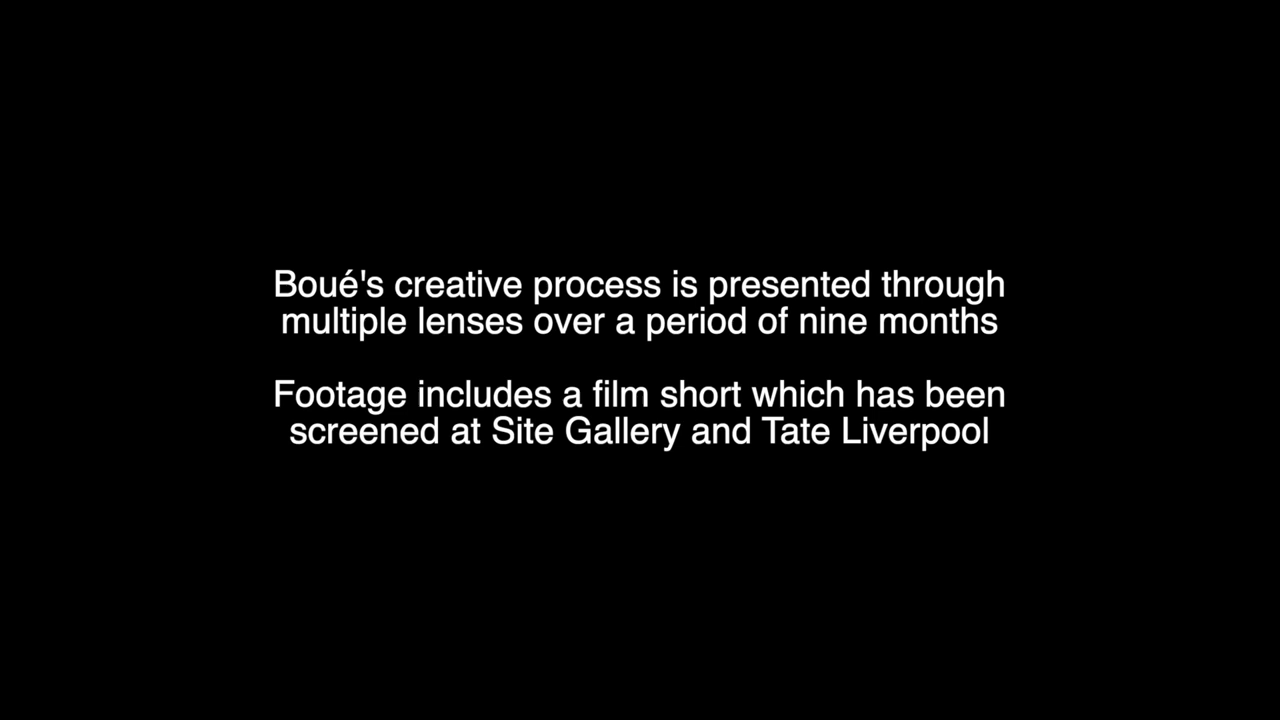 Boué's creative process is presented through
multiple lenses over a period of nine months
Footage includes a film short which has been
screened at Site Gallery and Tate Liverpool